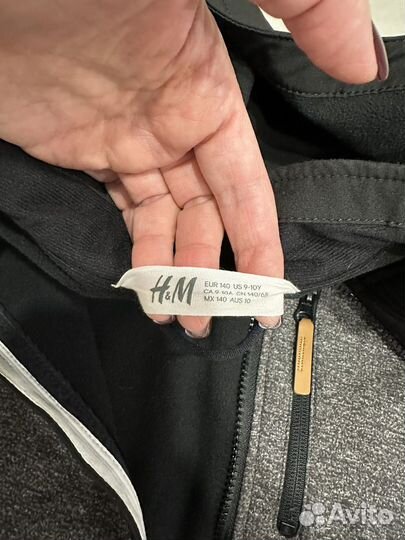 H&M
EUR 140 US 9-10Y
CA 9-10A CN 140/68
MX 140 AUS 10
Avito